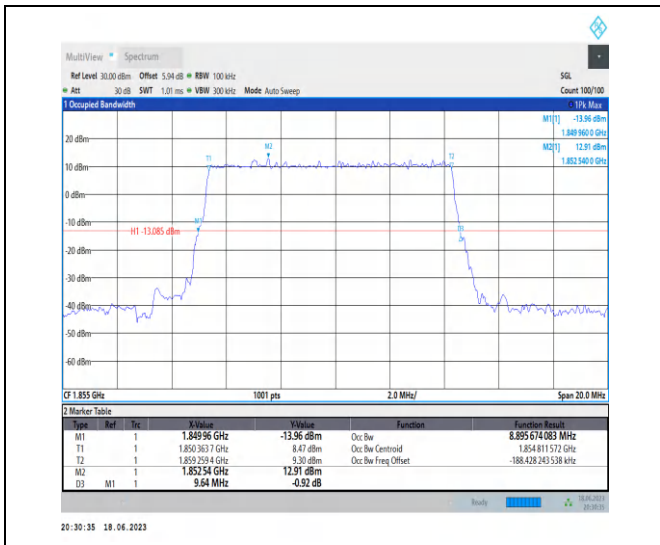 MultiView Spectrum
Ref Level 30.00 dBm Offset 5.94 dB RBW 100 kHz SGL
Att 30 dB SWT 1.01 ms VBW 300 kHz Mode Auto Sweep Count 100/100
1 Occupied Bandwidth 1Pk Max
M1[1] -13.96 dBm
1.849 960 0 GHz
M2[1] 12.91 dBm
1.852 540 0 GHz
20 dBm
T1 M2 T2
10 dBm
0 dBm
-10 dBm
M1 D3
H1 -13.085 dBm
-20 dBm
-30 dBm
-40 dBm
-50 dBm
-60 dBm
CF 1.855 GHz 1001 pts 2.0 MHz/ Span 20.0 MHz
2 Marker Table
Type Ref Trc X-Value Y-Value Function Function Result
M1 1 1.849 96 GHz -13.96 dBm Occ Bw 8.895 674 083 MHz
T1 1 1.850 363 7 GHz 8.47 dBm Occ Bw Centroid 1.854 811 572 GHz
T2 1 1.859 259 4 GHz 9.30 dBm Occ Bw Freq Offset -188.428 243 538 kHz
M2 1 1.852 54 GHz 12.91 dBm
D3 M1 1 9.64 MHz -0.92 dB
Ready 18.06.2023
20:30:35
20:30:35 18.06.2023